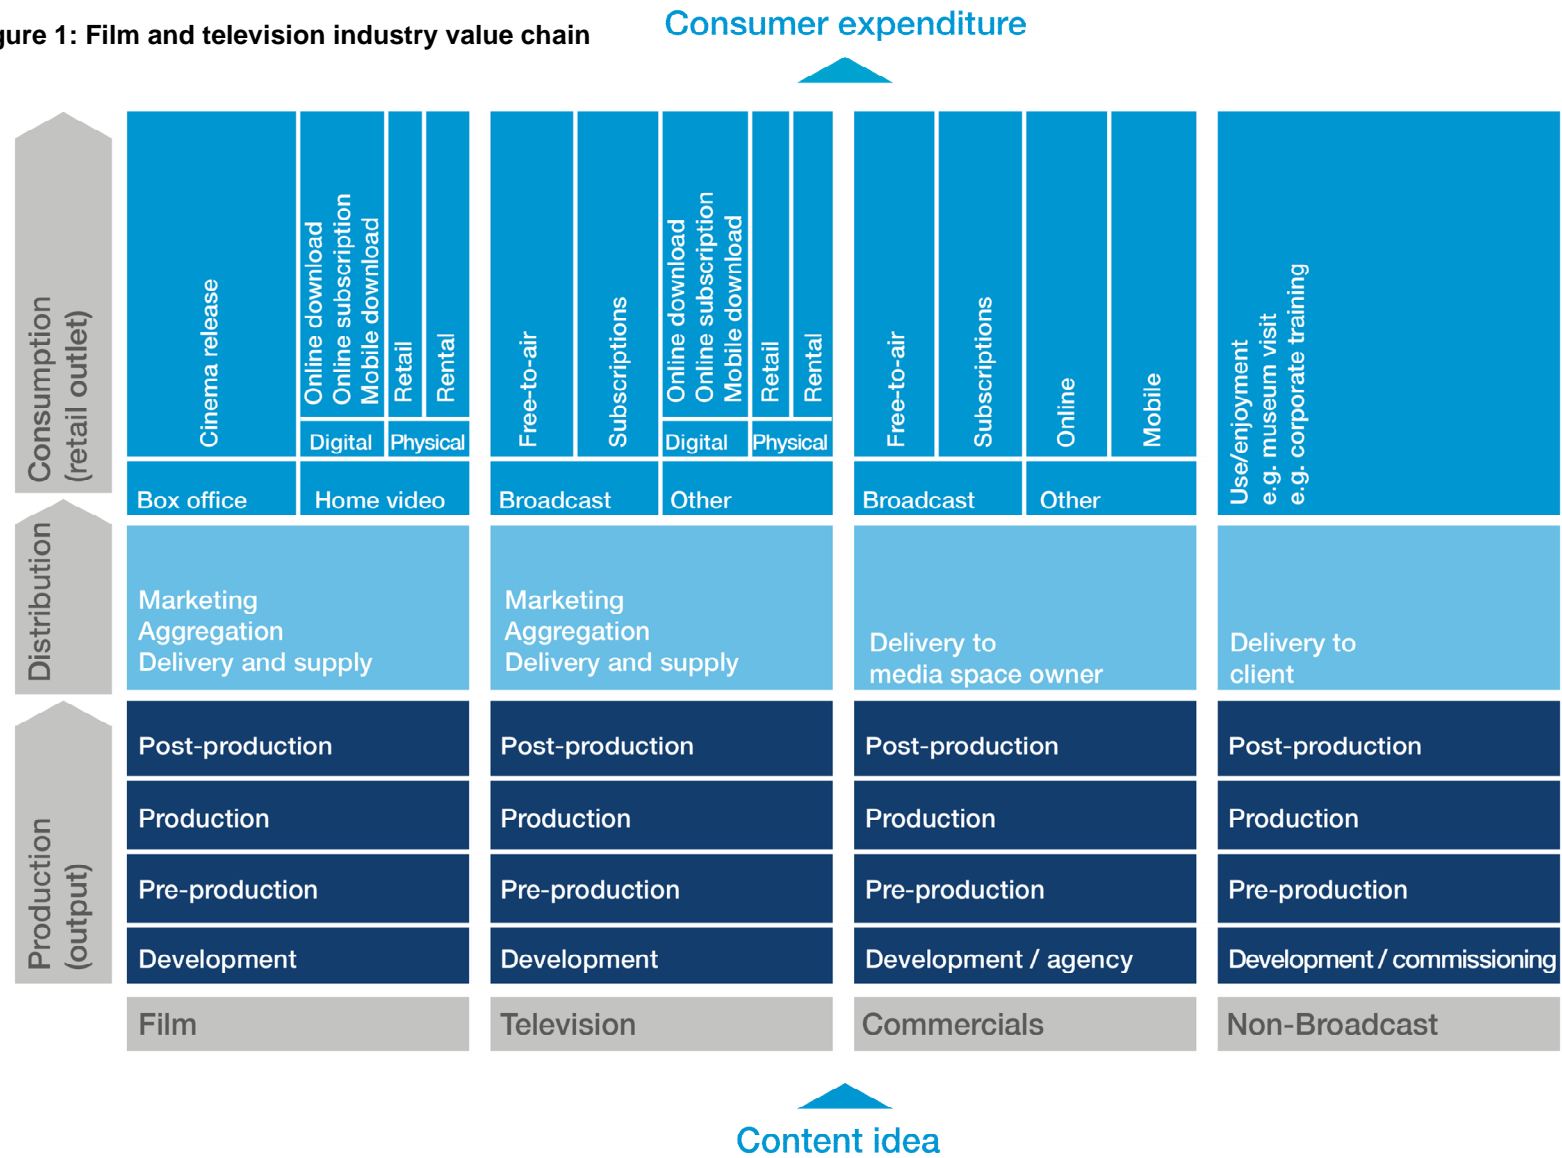 gure 1: Film and television industry value chain
Consumer expenditure
Consumption
(retail outlet)
Cinema release
Online download
Online subscription
Mobile download
Retail
Rental
Digital
Physical
Box office
Home video
Free-to-air
Subscriptions
Online download
Online subscription
Mobile download
Retail
Rental
Digital
Physical
Broadcast
Other
Free-to-air
Subscriptions
Online
Mobile
Broadcast
Other
Use/enjoyment
e.g. museum visit
e.g. corporate training
Distribution
Marketing
Aggregation
Delivery and supply
Marketing
Aggregation
Delivery and supply
Delivery to
media space owner
Delivery to
client
Production
(output)
Post-production
Post-production
Post-production
Post-production
Production
Production
Production
Production
Pre-production
Pre-production
Pre-production
Pre-production
Development
Development
Development / agency
Development / commissioning
Film
Television
Commercials
Non-Broadcast
Content idea